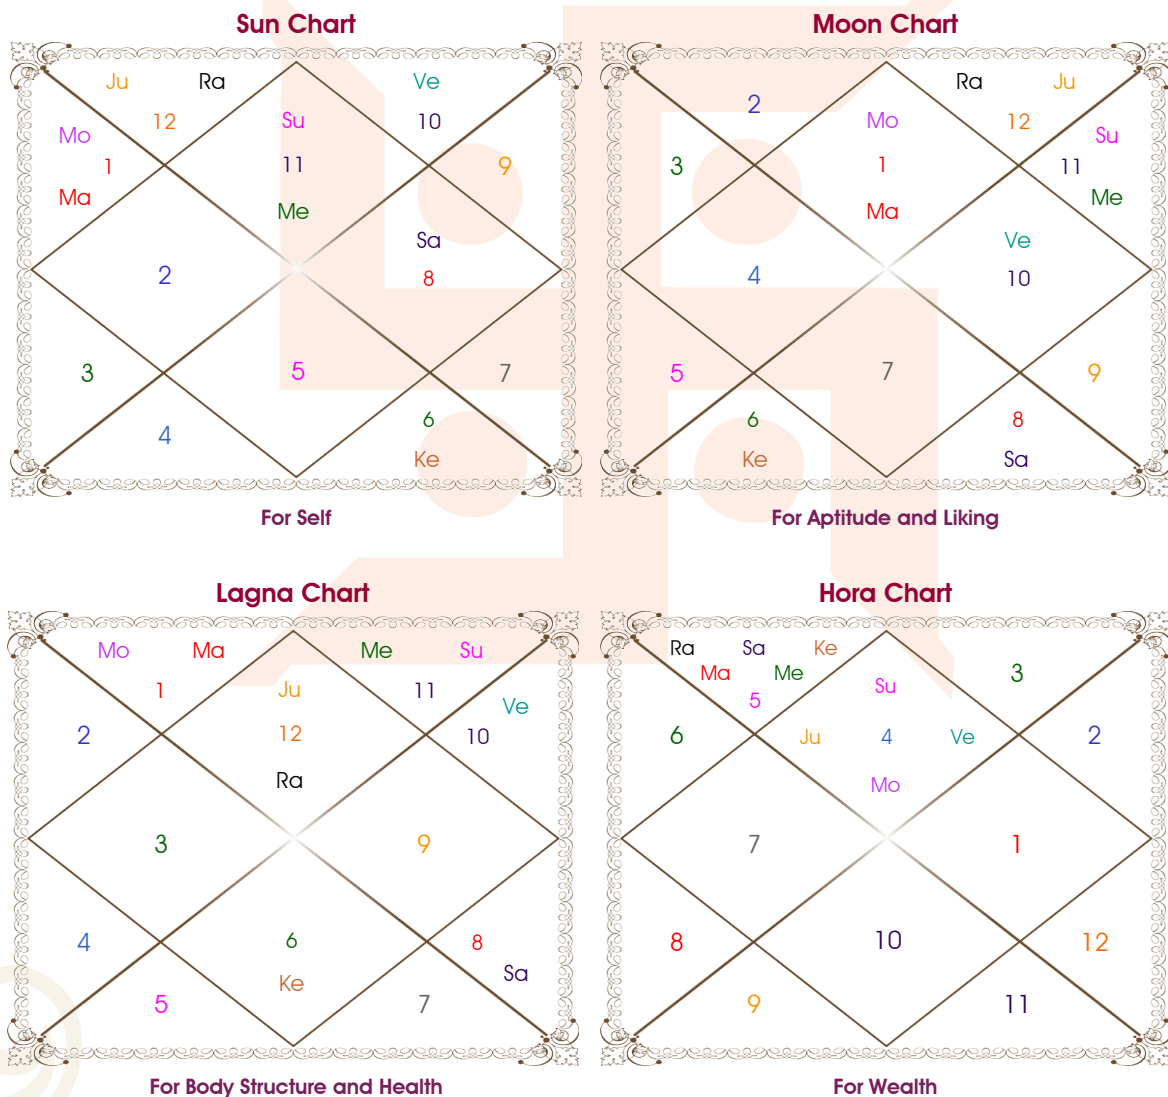 Sun Chart
Ju Ra Ve
12 Su 10
Mo
1 11 9
Ma
Me
Sa
2 8
3 5 7
4 6
Ke
For Self
Moon Chart
Ra Ju
2
Mo 12 Su
3 1 11
Ma Me
Ve
4 10
5 7 9
6 8
Ke Sa
For Aptitude and Liking
Lagna Chart
Mo Ma Me Su
1 Ju 11
Ve
2 12 10
Ra
3 9
4 6 8
Sa
Ke
5 7
For Body Structure and Health
Hora Chart
Ra Sa Ke
Ma Me 3
Su
5
6 Ju 4 Ve 2
Mo
7 1
8 10 12
9 11
For Wealth